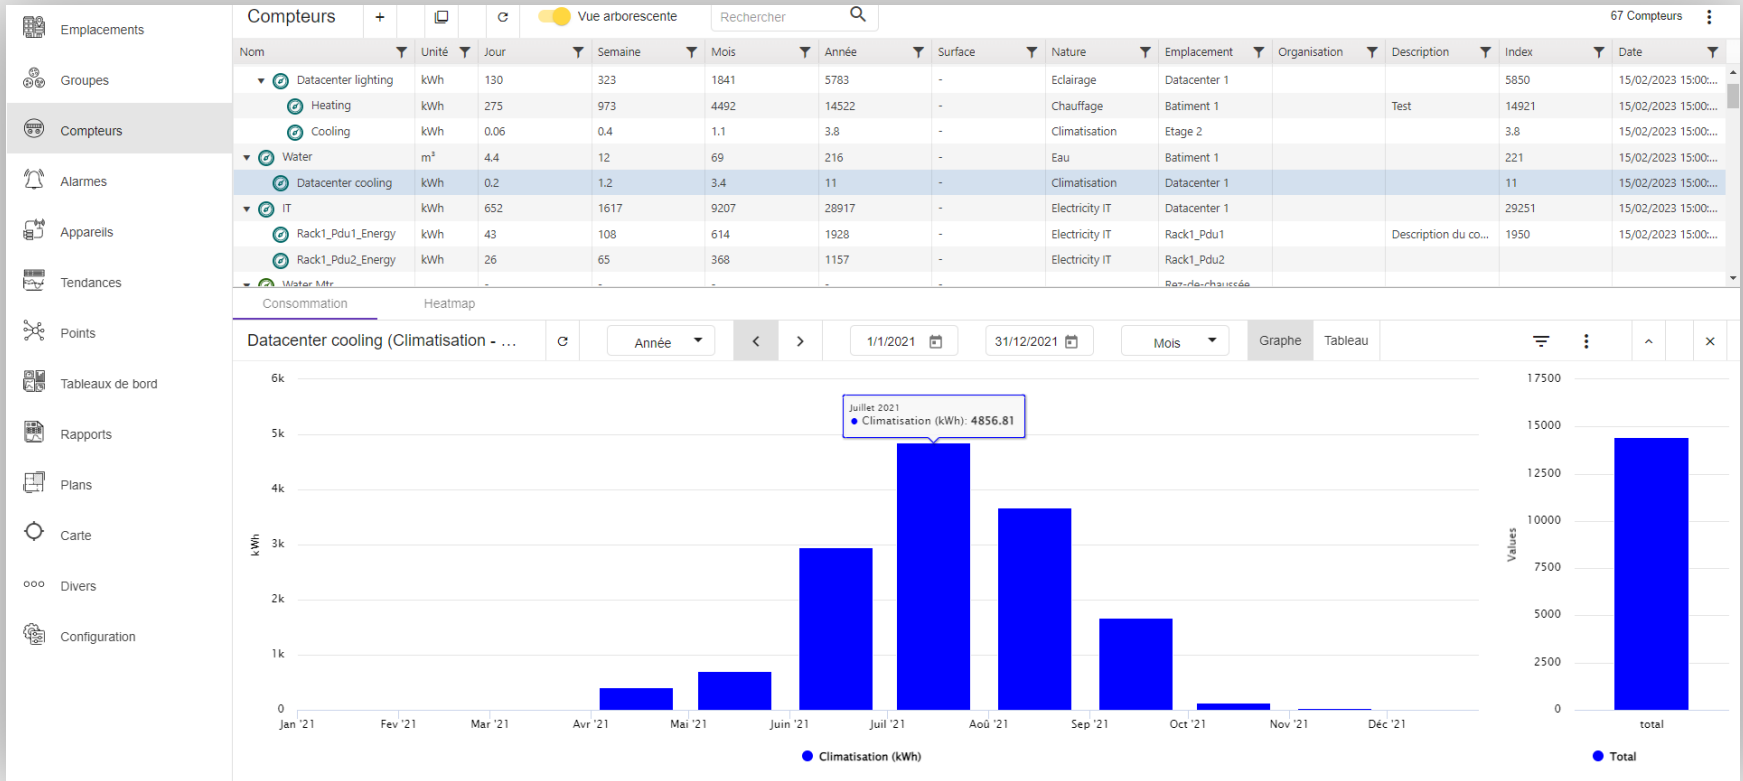 Emplacements
Groupes
Compteurs
Alarmes
Appareils
Tendances
Points
Tableaux de bord
Rapports
Plans
Carte
Divers
Configuration
Compteurs + Vue arborescente Rechercher 67 Compteurs
Nom Unité Jour Semaine Mois Année Surface Nature Emplacement Organisation Description Index Date
Datacenter lighting kWh 130 323 1841 5783 - Eclairage Datacenter 1 5850 15/02/2023 15:00:...
Heating kWh 275 973 4492 14522 - Chauffage Batiment 1 Test 14921 15/02/2023 15:00:...
Cooling kWh 0.06 0.4 1.1 3.8 - Climatisation Etage 2 3.8 15/02/2023 15:00:...
Water m³ 4.4 12 69 216 - Eau Batiment 1 221 15/02/2023 15:00:...
Datacenter cooling kWh 0.2 1.2 3.4 11 - Climatisation Datacenter 1 11 15/02/2023 15:00:...
IT kWh 652 1617 9207 28917 - Electricity IT Datacenter 1 29251 15/02/2023 15:00:...
Rack1_Pdu1_Energy kWh 43 108 614 1928 - Electricity IT Rack1_Pdu1 Description du co... 1950 15/02/2023 15:00:...
Rack1_Pdu2_Energy kWh 26 65 368 1157 - Electricity IT Rack1_Pdu2
Water Mtr - - - - - Rez-de-chaussée
Consommation Heatmap
Datacenter cooling (Climatisation - ... Année 1/1/2021 31/12/2021 Mois Graphe Tableau
6k
5k
4k
3k
2k
1k
0
kWh
Juillet 2021
Climatisation (kWh): 4856.81
Jan '21 Fev '21 Mar '21 Avr '21 Mai '21 Juin '21 Juil '21 Aoû '21 Sep '21 Oct '21 Nov '21 Déc '21
Climatisation (kWh)
17500
15000
12500
10000
7500
5000
2500
0
Values
total
Total